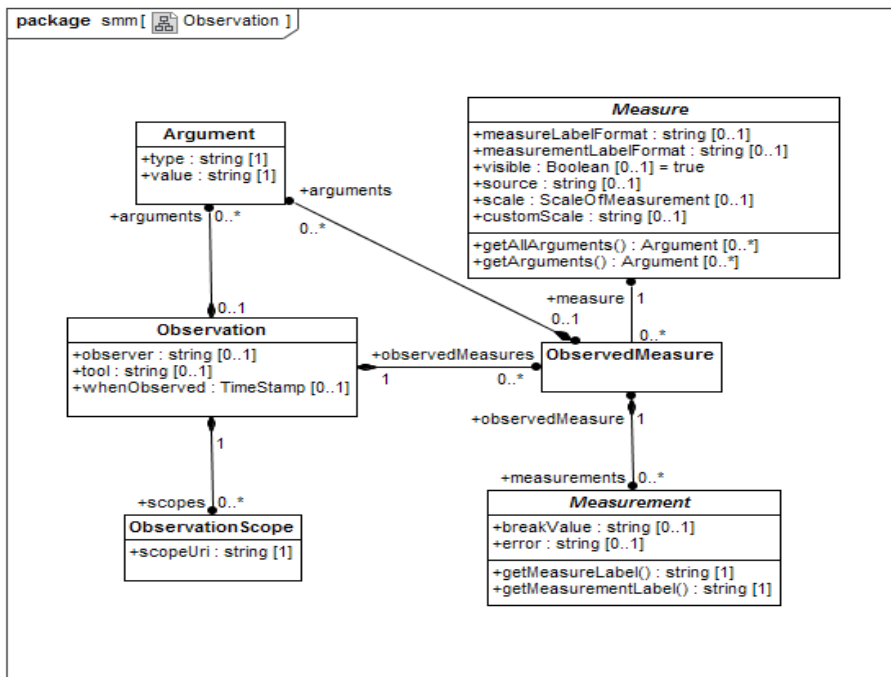 package smm[ Observation ]
Measure
+measureLabelFormat : string [0..1]
+measurementLabelFormat : string [0..1]
+visible : Boolean [0..1] = true
+source : string [0..1]
+scale : ScaleOfMeasurement [0..1]
+customScale : string [0..1]
+getAllArguments() : Argument [0..*]
+getArguments() : Argument [0..*]
Argument
+type : string [1]
+value : string [1]
+arguments
0..*
+arguments
0..*
0..1
+measure
1
0..1
0..*
Observation
+observer : string [0..1]
+tool : string [0..1]
+whenObserved : TimeStamp [0..1]
+observedMeasures
1
0..*
ObservedMeasure
1
+observedMeasure
1
+measurements
0..*
+scopes
0..*
ObservationScope
+scopeUri : string [1]
Measurement
+breakValue : string [0..1]
+error : string [0..1]
+getMeasureLabel() : string [1]
+getMeasurementLabel() : string [1]